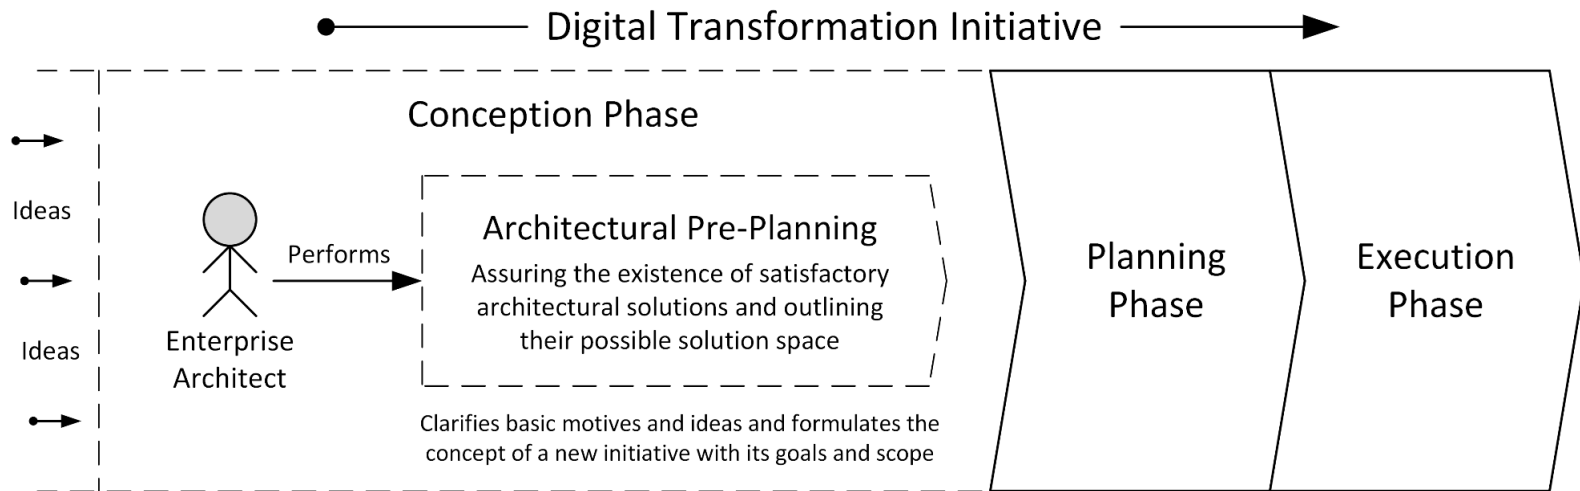 Digital Transformation Initiative
Conception Phase
Ideas
Ideas
Enterprise
Architect
Performs
Architectural Pre-Planning
Assuring the existence of satisfactory
architectural solutions and outlining
their possible solution space
Clarifies basic motives and ideas and formulates the
concept of a new initiative with its goals and scope
Planning
Phase
Execution
Phase